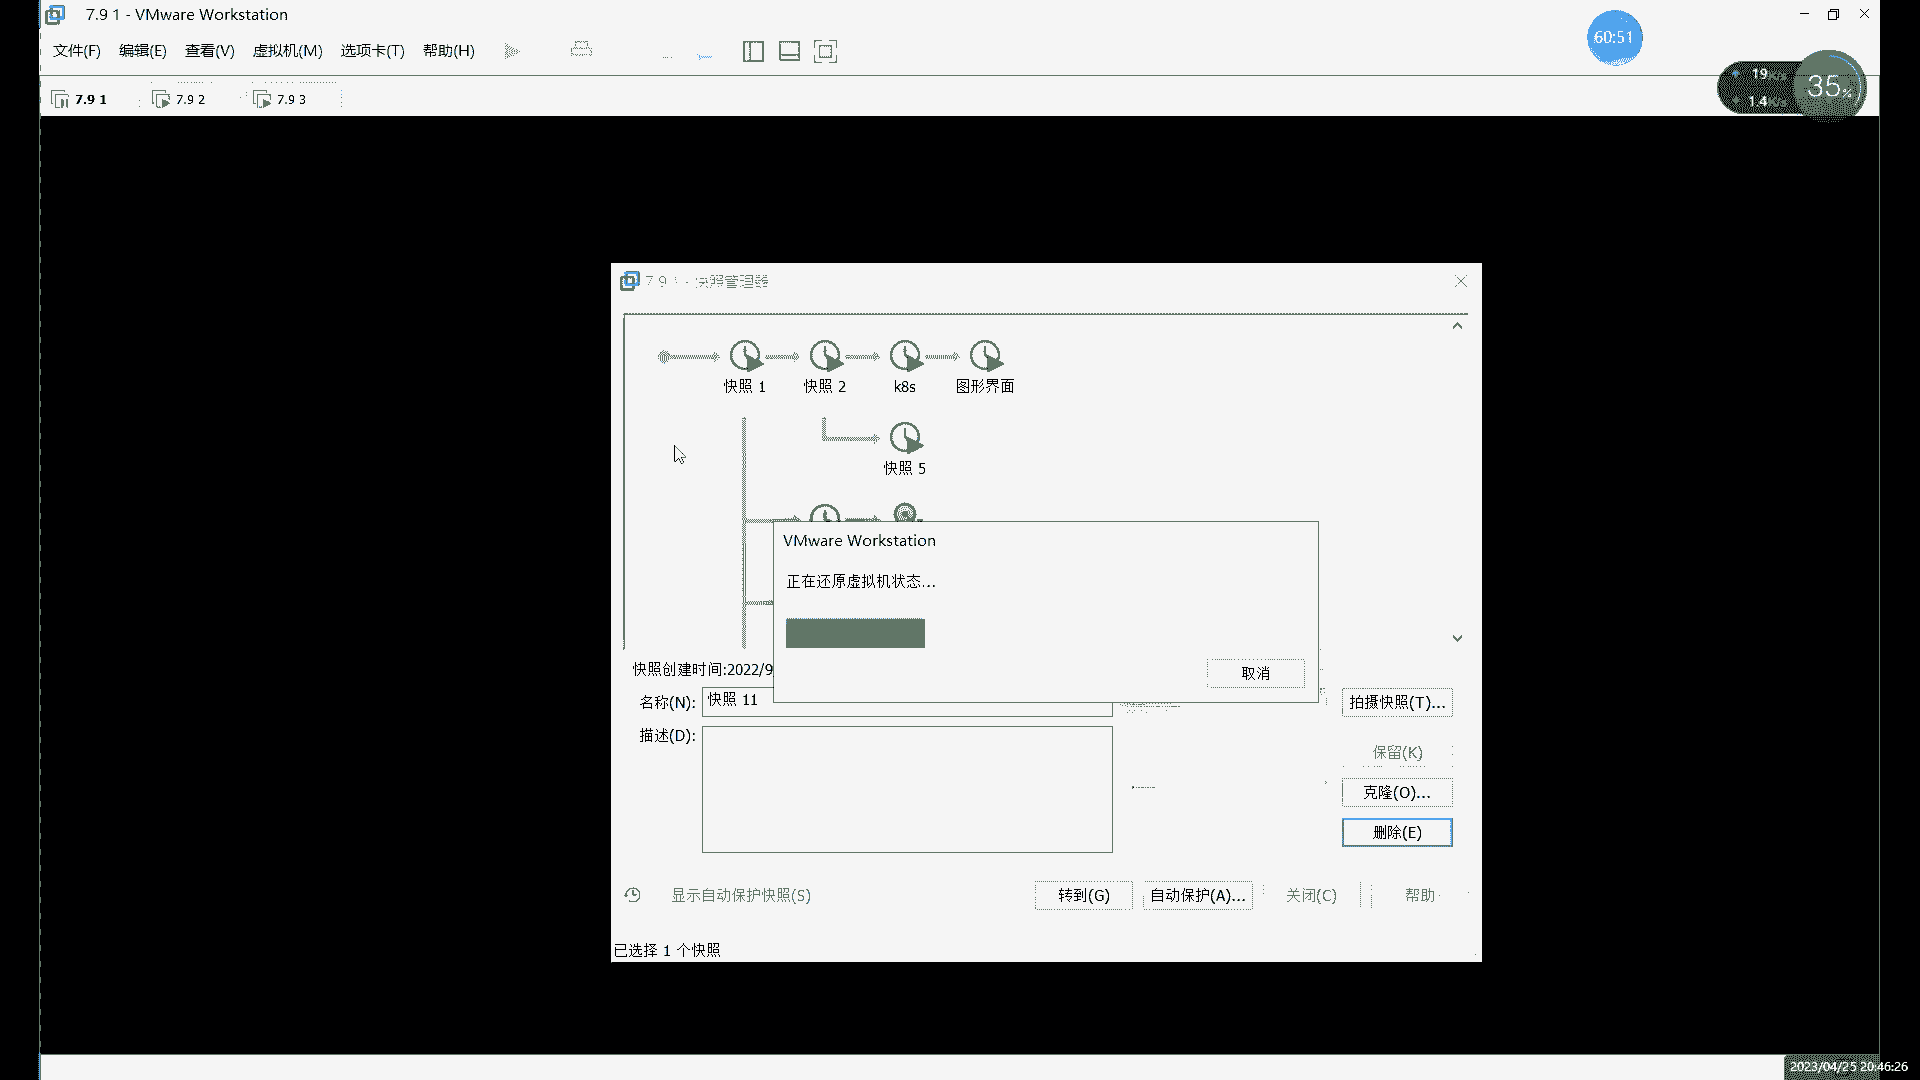 7.9 1 - VMware Workstation
文件(F) 编辑(E) 查看(V) 虚拟机(M) 选项卡(T) 帮助(H)
60:51
19K/s
1.4K/s
35%
7.9 1 7.9 2 7.9 3
7.9 1 - 快照管理器
快照 1 快照 2 k8s 图形界面
快照 5
VMware Workstation
正在还原虚拟机状态...
取消
快照创建时间:2022/9
名称(N): 快照 11
拍摄快照(T)...
描述(D):
保留(K)
克隆(O)...
删除(E)
显示自动保护快照(S) 转到(G) 自动保护(A)... 关闭(C) 帮助
已选择 1 个快照
2023/04/25 20:46:26